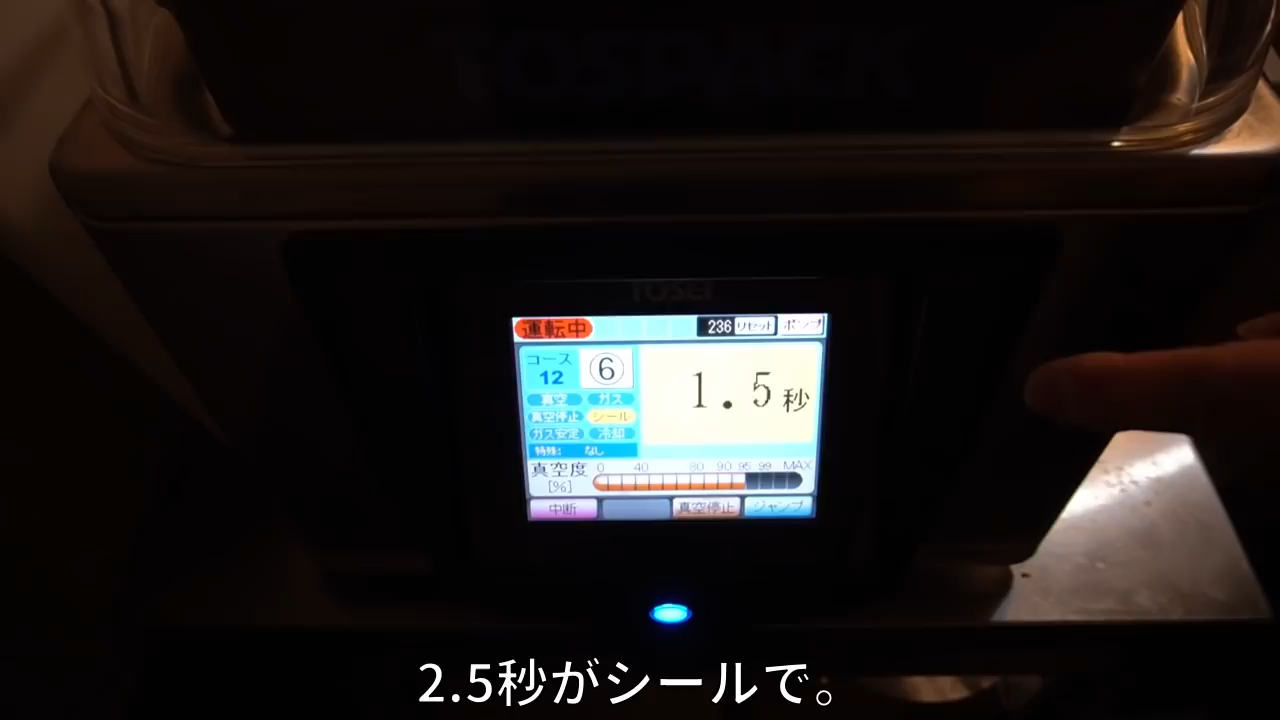 TOSPACK
TOSEI
運転中 236 リセット ポンプ
コース ⑥ 1.5秒
12
真空 ガス
真空停止 シール
ガス安定 冷却
特殊: なし
真空度 0 40 80 90 95 99 MAX
[%]
中断 真空停止 ジャンプ
2.5秒がシールで。